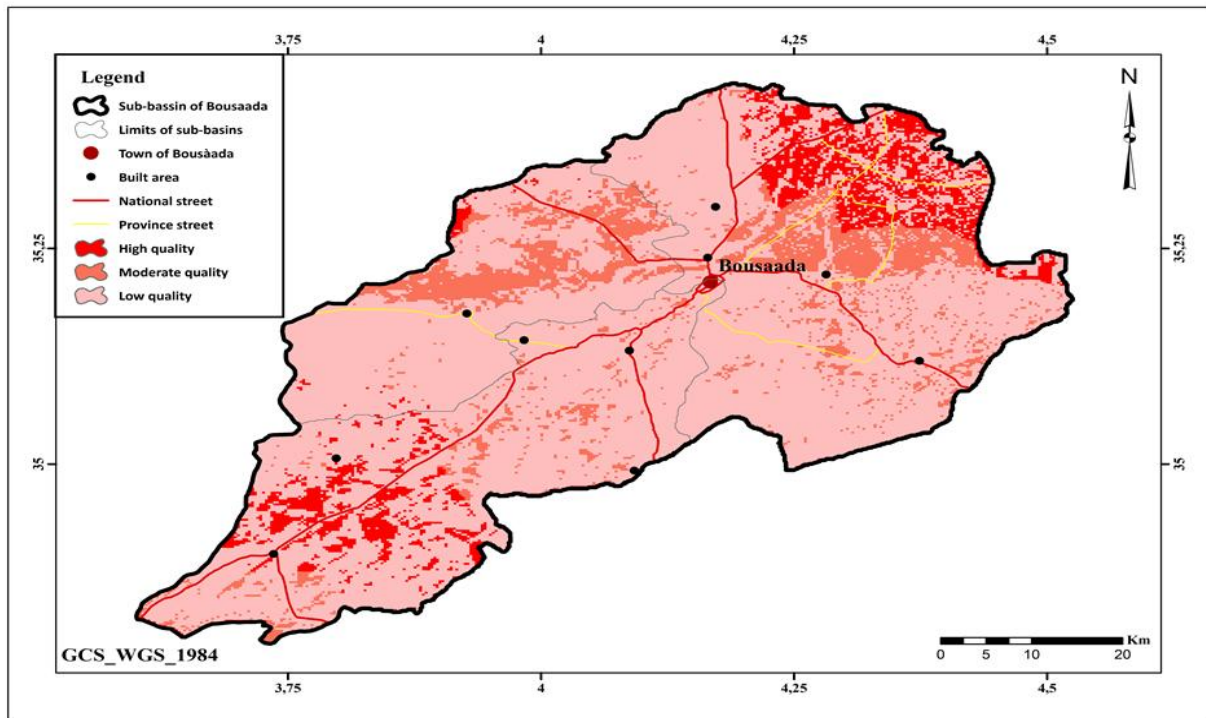 3,75 4 4,25 4,5
N
Legend
Sub-bassin of Bousaada
Limits of sub-basins
Town of Bousàada
Built area
National street
Province street
High quality
Moderate quality
Low quality
35,25 35,25
Bousaada
35 35
GCS_WGS_1984
Km
0 5 10 20
3,75 4 4,25 4,5